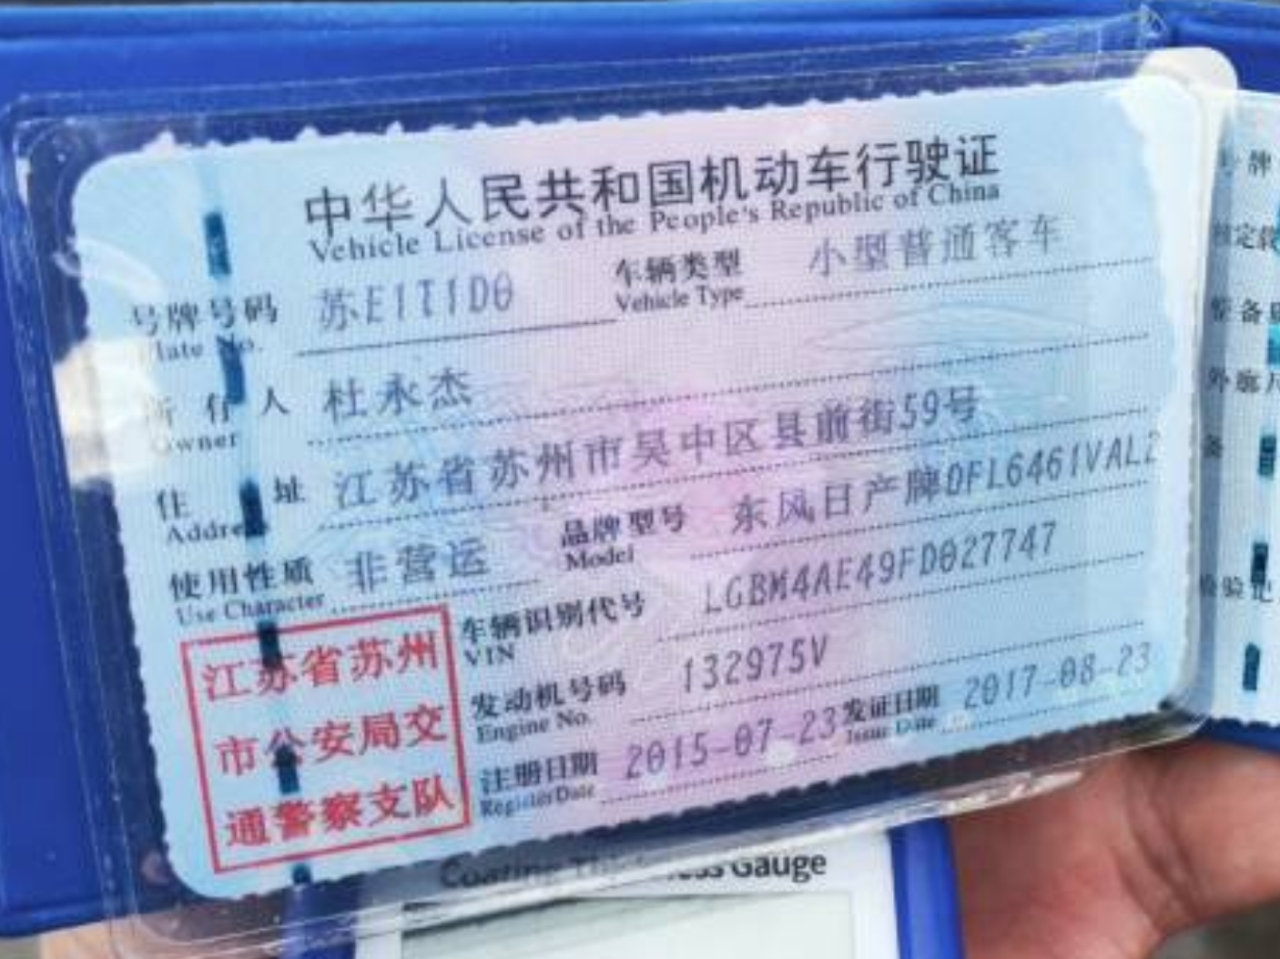 中华人民共和国机动车行驶证
Vehicle License of the People's Republic of China
号牌号码 苏E1T1D0 车辆类型 小型普通客车
Plate No. Vehicle Type
所有人 杜永杰
Owner
住址 江苏省苏州市吴中区县前街59号
Address
使用性质 非营运 品牌型号 东风日产牌DFL6461VAL2
Use Character Model
车辆识别代号 LGBM4AE49FD027747
VIN
发动机号码 132975V
Engine No.
注册日期 2015-07-23 发证日期 2017-08-23
Register Date Issue Date
江苏省苏州
市公安局交
通警察支队
Coating Thickness Gauge